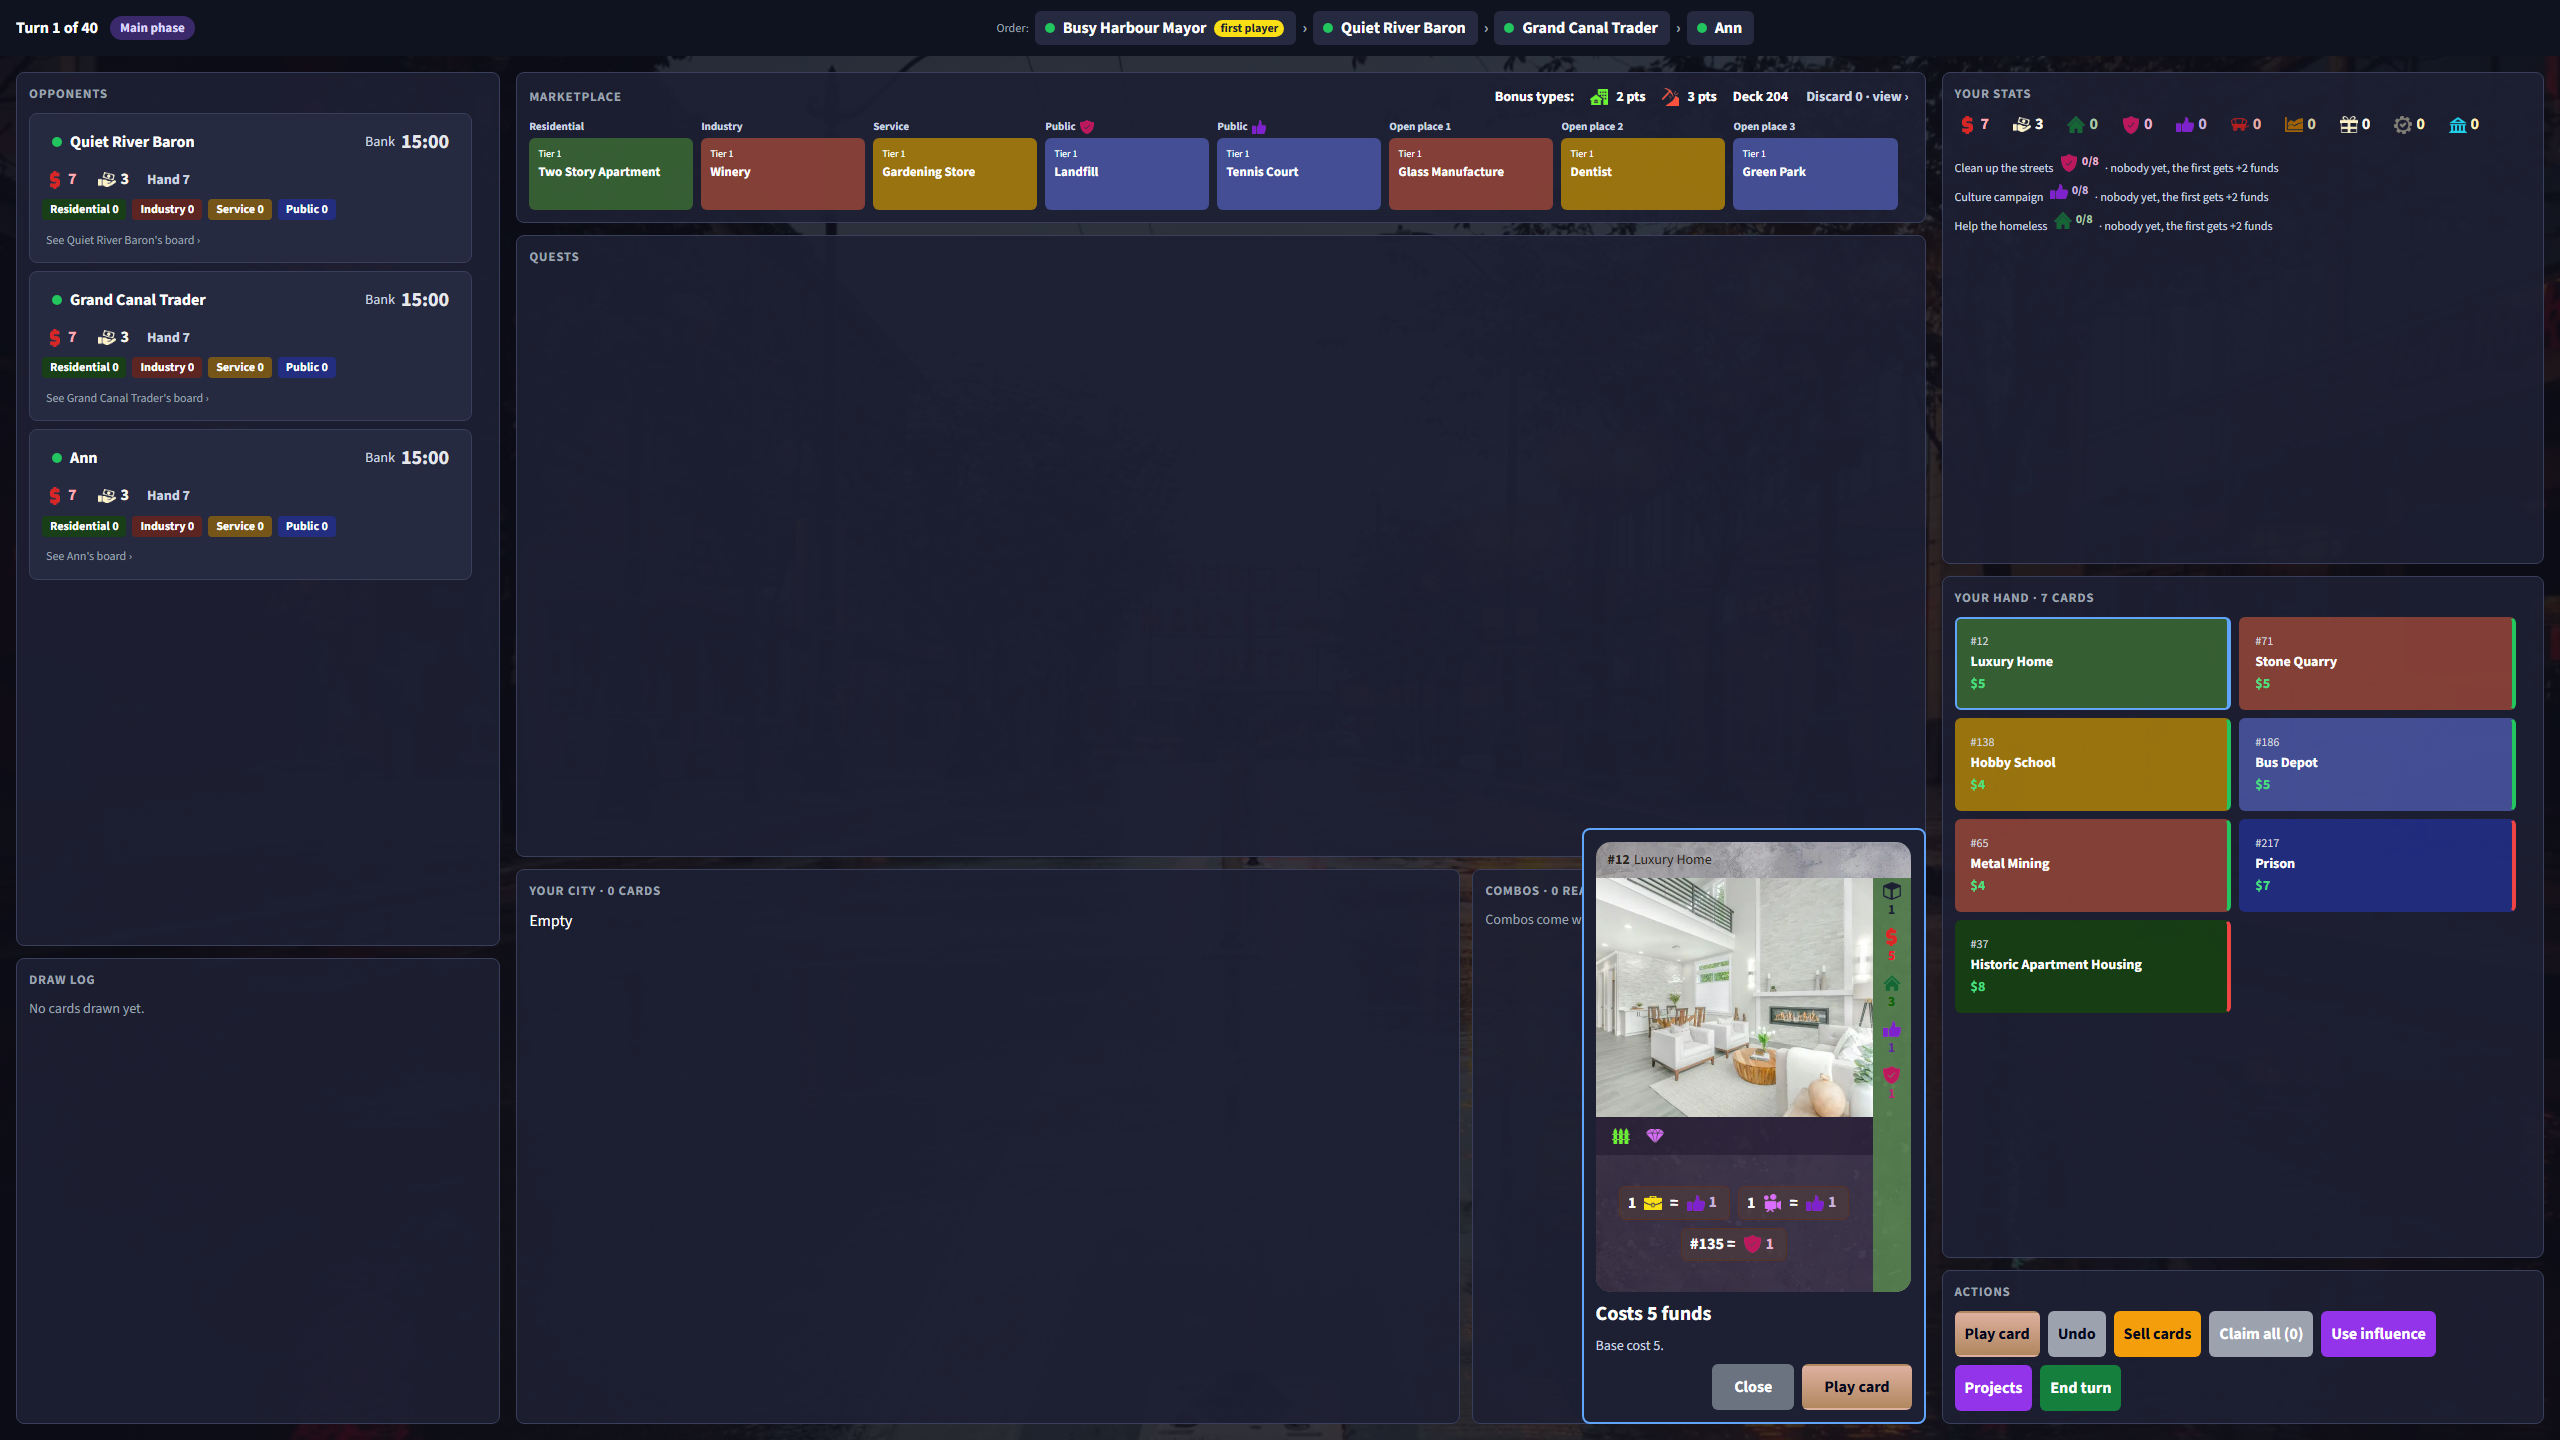 Turn 1 of 40 Main phase Order: Busy Harbour Mayor first player › Quiet River Baron › Grand Canal Trader › Ann
OPPONENTS
Quiet River Baron Bank 15:00
7 3 Hand 7
Residential 0 Industry 0 Service 0 Public 0
See Quiet River Baron's board ›
Grand Canal Trader Bank 15:00
7 3 Hand 7
Residential 0 Industry 0 Service 0 Public 0
See Grand Canal Trader's board ›
Ann Bank 15:00
7 3 Hand 7
Residential 0 Industry 0 Service 0 Public 0
See Ann's board ›
DRAW LOG
No cards drawn yet.
MARKETPLACE Bonus types: 2 pts 3 pts Deck 204 Discard 0 · view ›
Residential Industry Service Public Public Open place 1 Open place 2 Open place 3
Tier 1 Tier 1 Tier 1 Tier 1 Tier 1 Tier 1 Tier 1 Tier 1
Two Story Apartment Winery Gardening Store Landfill Tennis Court Glass Manufacture Dentist Green Park
QUESTS
YOUR CITY · 0 CARDS
Empty
COMBOS · 0 REA
Combos come w
#12 Luxury Home
1
$
5
3
1
1
1 = 1 1 = 1
#135 = 1
Costs 5 funds
Base cost 5.
Close Play card
YOUR STATS
$ 7 3 0 0 0 0 0 0 0 0
Clean up the streets 0/8 · nobody yet, the first gets +2 funds
Culture campaign 0/8 · nobody yet, the first gets +2 funds
Help the homeless 0/8 · nobody yet, the first gets +2 funds
YOUR HAND · 7 CARDS
#12 #71
Luxury Home Stone Quarry
$5 $5
#138 #186
Hobby School Bus Depot
$4 $5
#65 #217
Metal Mining Prison
$4 $7
#37
Historic Apartment Housing
$8
ACTIONS
Play card Undo Sell cards Claim all (0) Use influence
Projects End turn